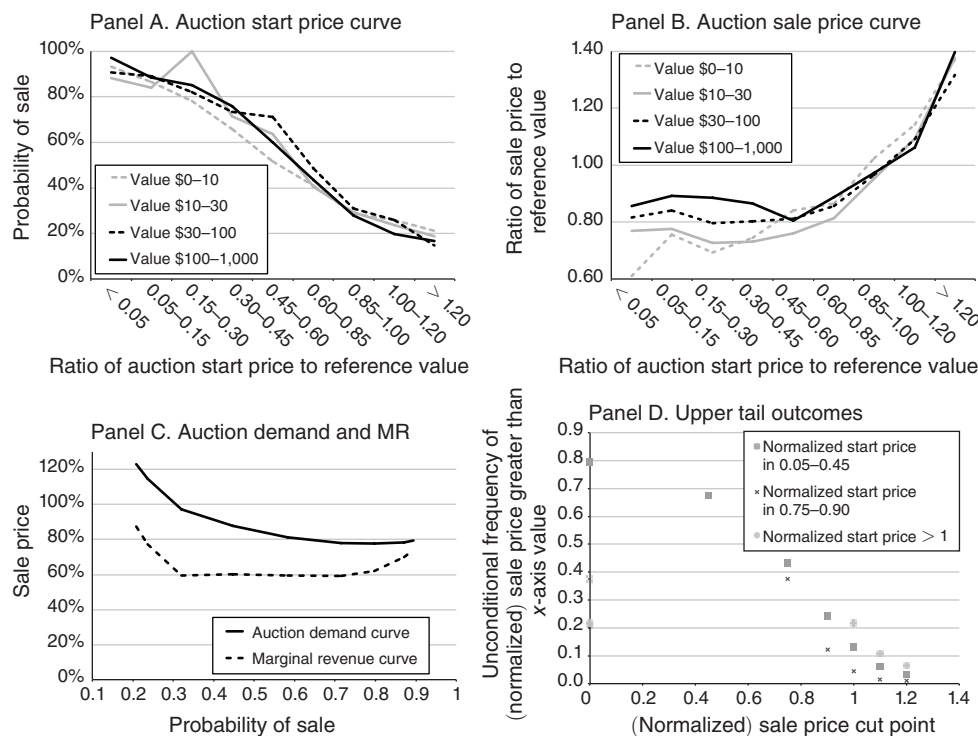 Panel A. Auction start price curve
Probability of sale
100%
80%
60%
40%
20%
0%
Value $0–10
Value $10–30
Value $30–100
Value $100–1,000
< 0.05
0.05–0.15
0.15–0.30
0.30–0.45
0.45–0.60
0.60–0.85
0.85–1.00
1.00–1.20
> 1.20
Ratio of auction start price to reference value
Panel B. Auction sale price curve
Ratio of sale price to
reference value
1.40
1.20
1.00
0.80
0.60
Value $0–10
Value $10–30
Value $30–100
Value $100–1,000
< 0.05
0.05–0.15
0.15–0.30
0.30–0.45
0.45–0.60
0.60–0.85
0.85–1.00
1.00–1.20
> 1.20
Ratio of auction start price to reference value
Panel C. Auction demand and MR
Sale price
120%
100%
80%
60%
40%
20%
0%
Auction demand curve
Marginal revenue curve
0.1 0.2 0.3 0.4 0.5 0.6 0.7 0.8 0.9 1
Probability of sale
Panel D. Upper tail outcomes
Unconditional frequency of
(normalized) sale price greater than
x-axis value
0.9
0.8
0.7
0.6
0.5
0.4
0.3
0.2
0.1
0.0
Normalized start price
in 0.05–0.45
Normalized start price
in 0.75–0.90
Normalized start price > 1
0 0.2 0.4 0.6 0.8 1 1.2 1.4
(Normalized) sale price cut point